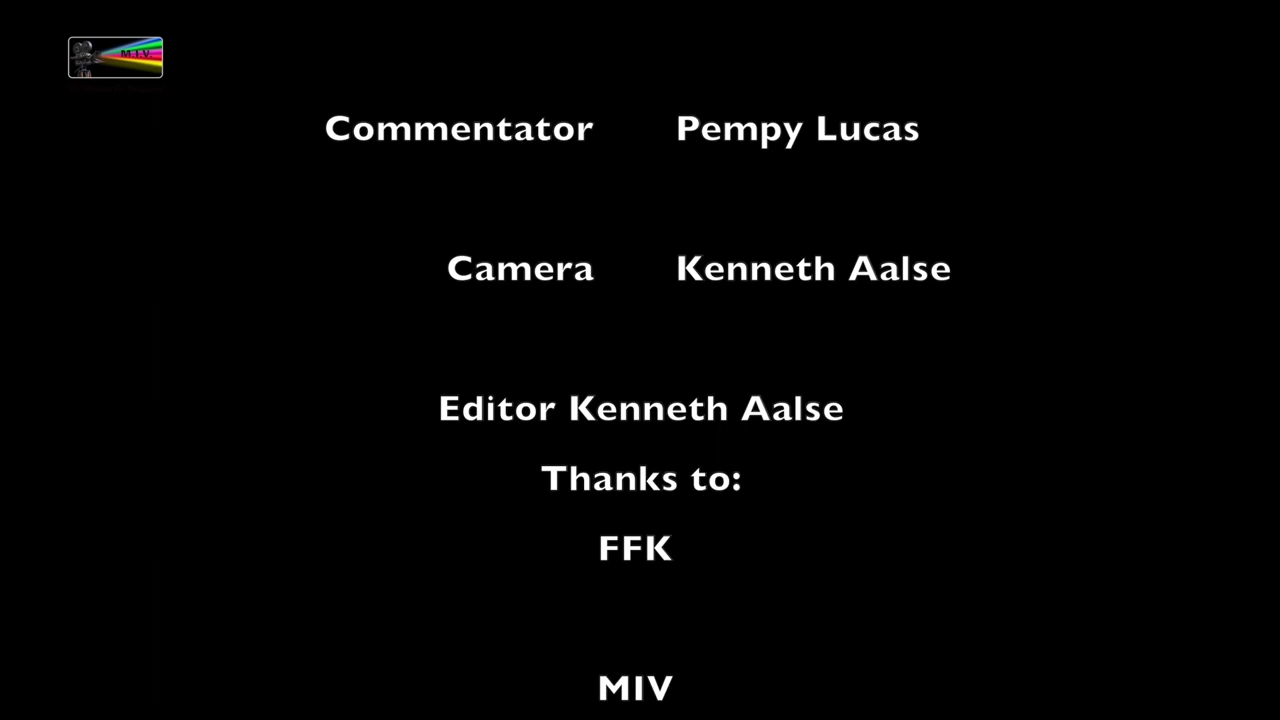 M.I.V.
Commentator Pempy Lucas
Camera Kenneth Aalse
Editor Kenneth Aalse
Thanks to:
FFK
MIV